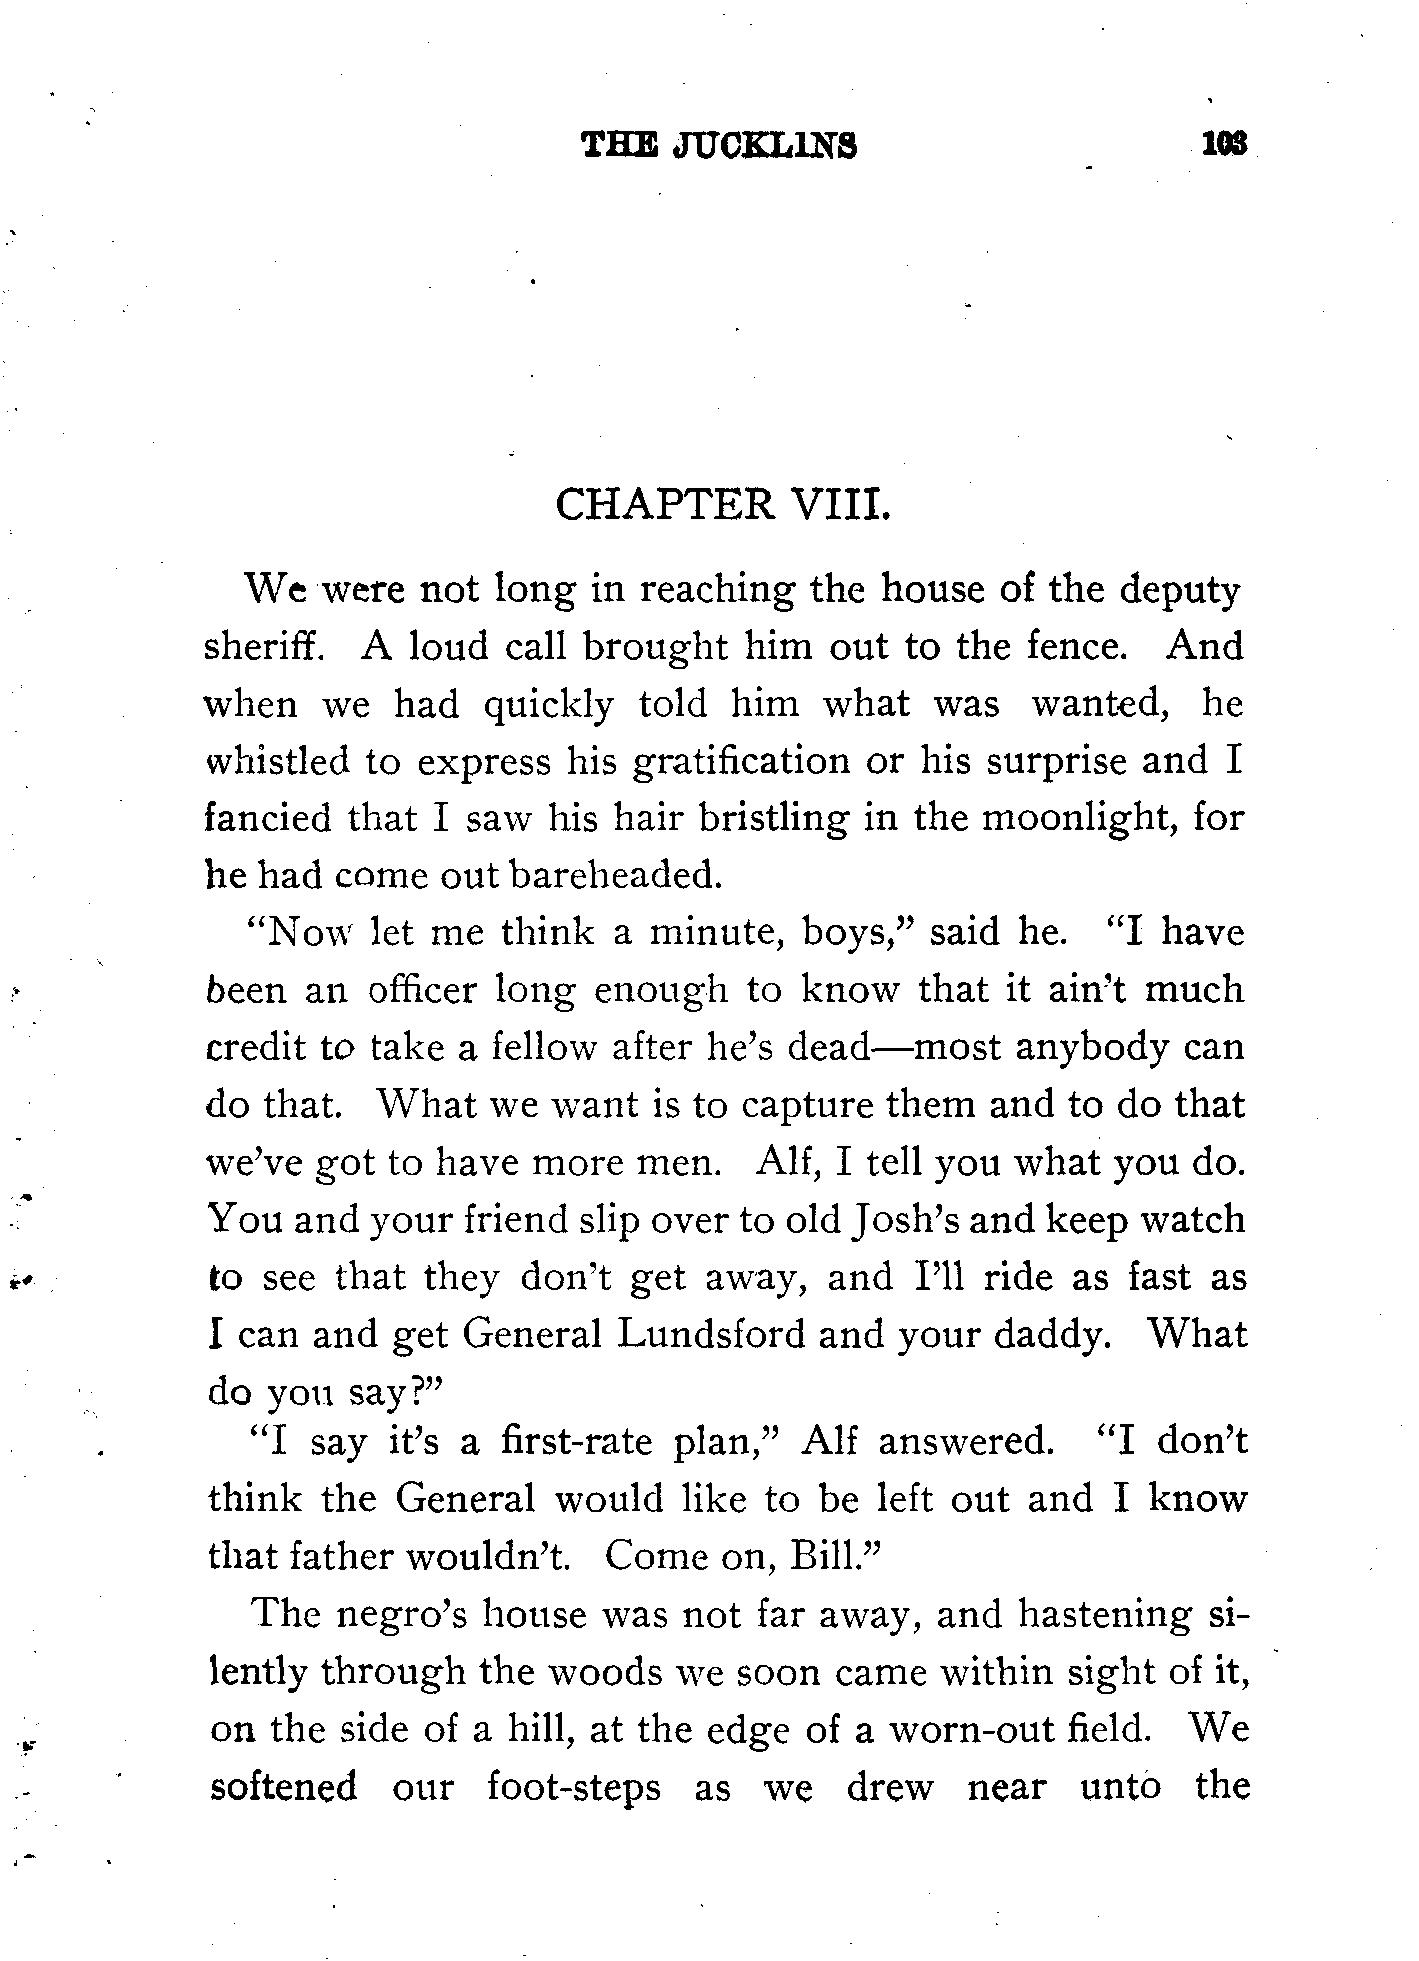 THE JUCKLINS 103
CHAPTER VIII.
We were not long in reaching the house of the deputy
sheriff. A loud call brought him out to the fence. And
when we had quickly told him what was wanted, he
whistled to express his gratification or his surprise and I
fancied that I saw his hair bristling in the moonlight, for
he had come out bareheaded.
“Now let me think a minute, boys,” said he. “I have
been an officer long enough to know that it ain’t much
credit to take a fellow after he’s dead—most anybody can
do that. What we want is to capture them and to do that
we’ve got to have more men. Alf, I tell you what you do.
You and your friend slip over to old Josh’s and keep watch
to see that they don’t get away, and I’ll ride as fast as
I can and get General Lundsford and your daddy. What
do you say?”
“I say it’s a first-rate plan,” Alf answered. “I don’t
think the General would like to be left out and I know
that father wouldn’t. Come on, Bill.”
The negro’s house was not far away, and hastening si-
lently through the woods we soon came within sight of it,
on the side of a hill, at the edge of a worn-out field. We
softened our foot-steps as we drew near unto the